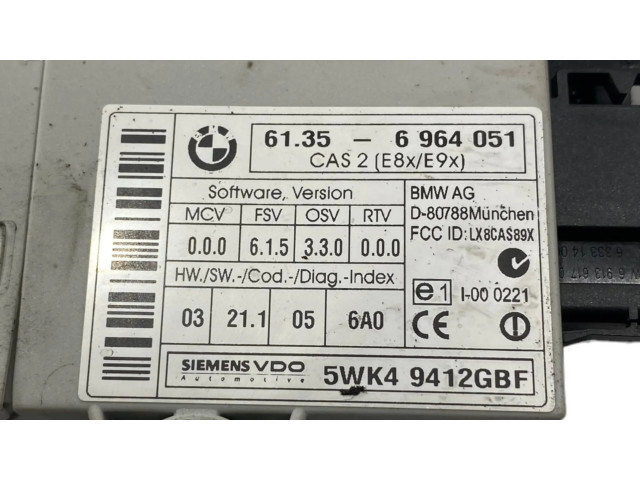 BMW
61.35 – 6 964 051
CAS 2 (E8x/E9x)
Software, Version
MCV FSV OSV RTV
0.0.0 6.1.5 3.3.0 0.0.0
HW./SW.-/Cod.-/Diag.-Index
03 21.1 05 6A0
BMW AG
D-80788München
FCC ID: LX8CAS89X
e1 I-00 0221
CE
SIEMENS VDO
Automotive
5WK4 9412GBF